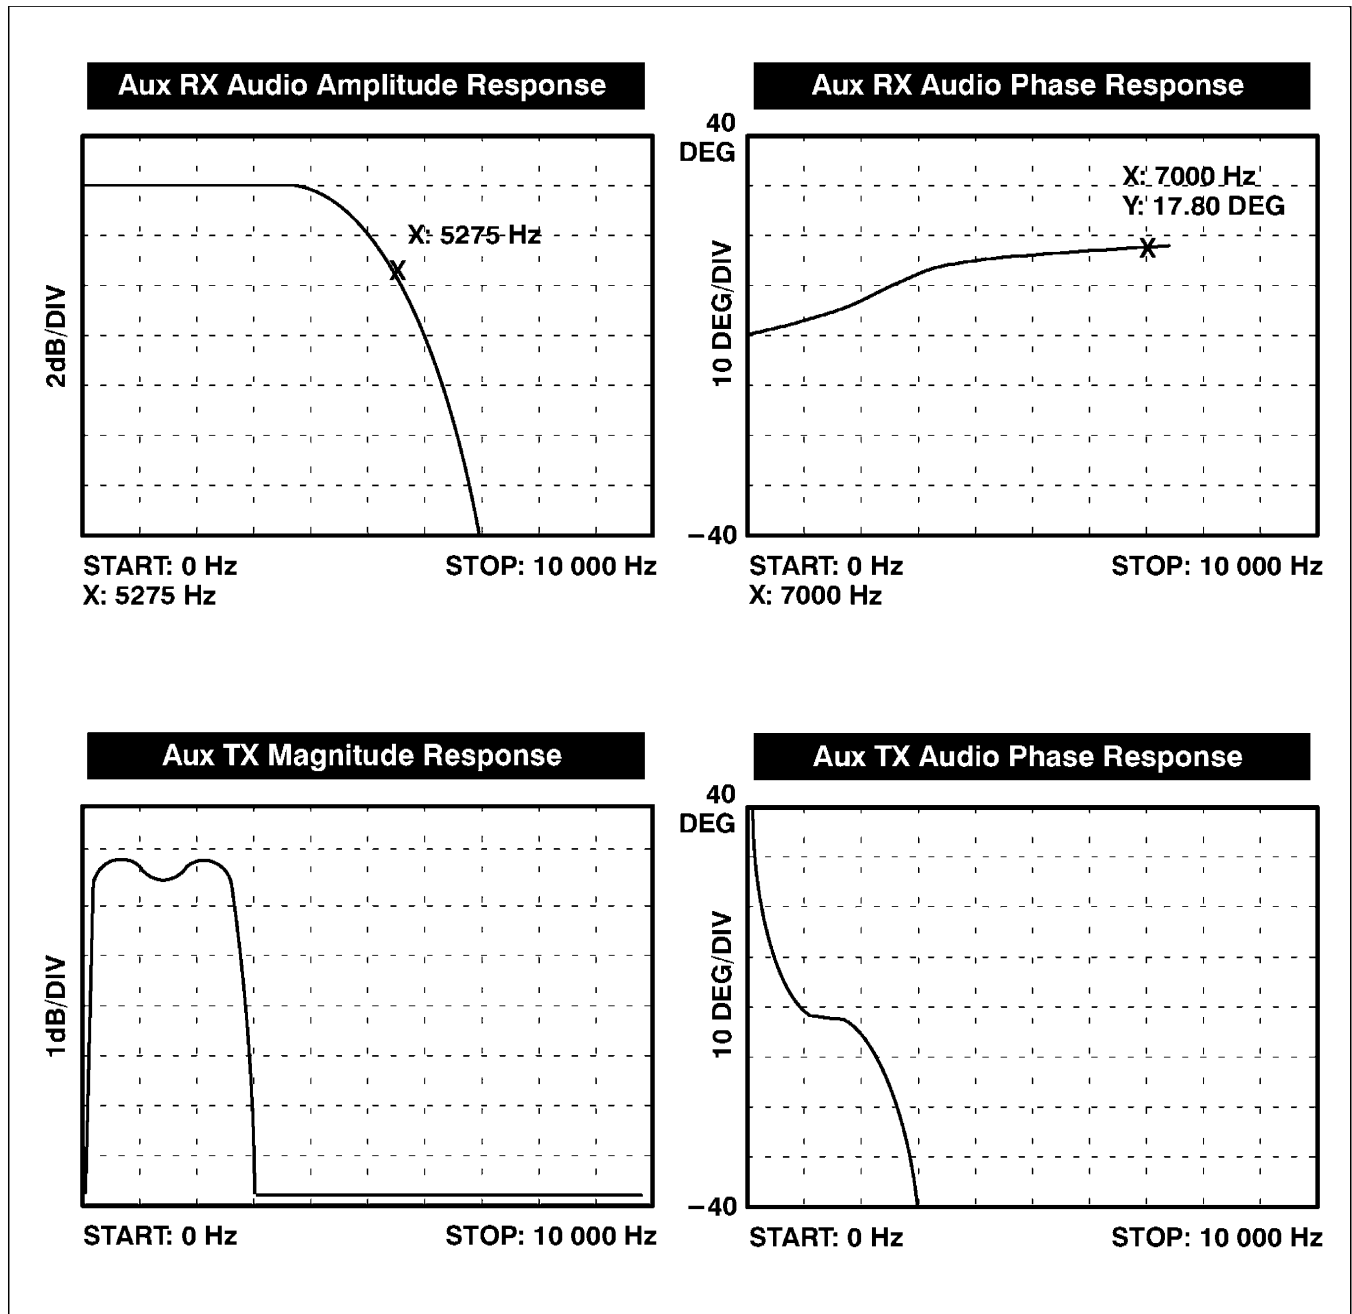 Aux RX Audio Amplitude Response
2dB/DIV
X: 5275 Hz
X
START: 0 Hz
STOP: 10 000 Hz
X: 5275 Hz
Aux RX Audio Phase Response
40
DEG
10 DEG/DIV
X: 7000 Hz
Y: 17.80 DEG
X
−40
START: 0 Hz
STOP: 10 000 Hz
X: 7000 Hz
Aux TX Magnitude Response
1dB/DIV
START: 0 Hz
STOP: 10 000 Hz
Aux TX Audio Phase Response
40
DEG
10 DEG/DIV
−40
START: 0 Hz
STOP: 10 000 Hz